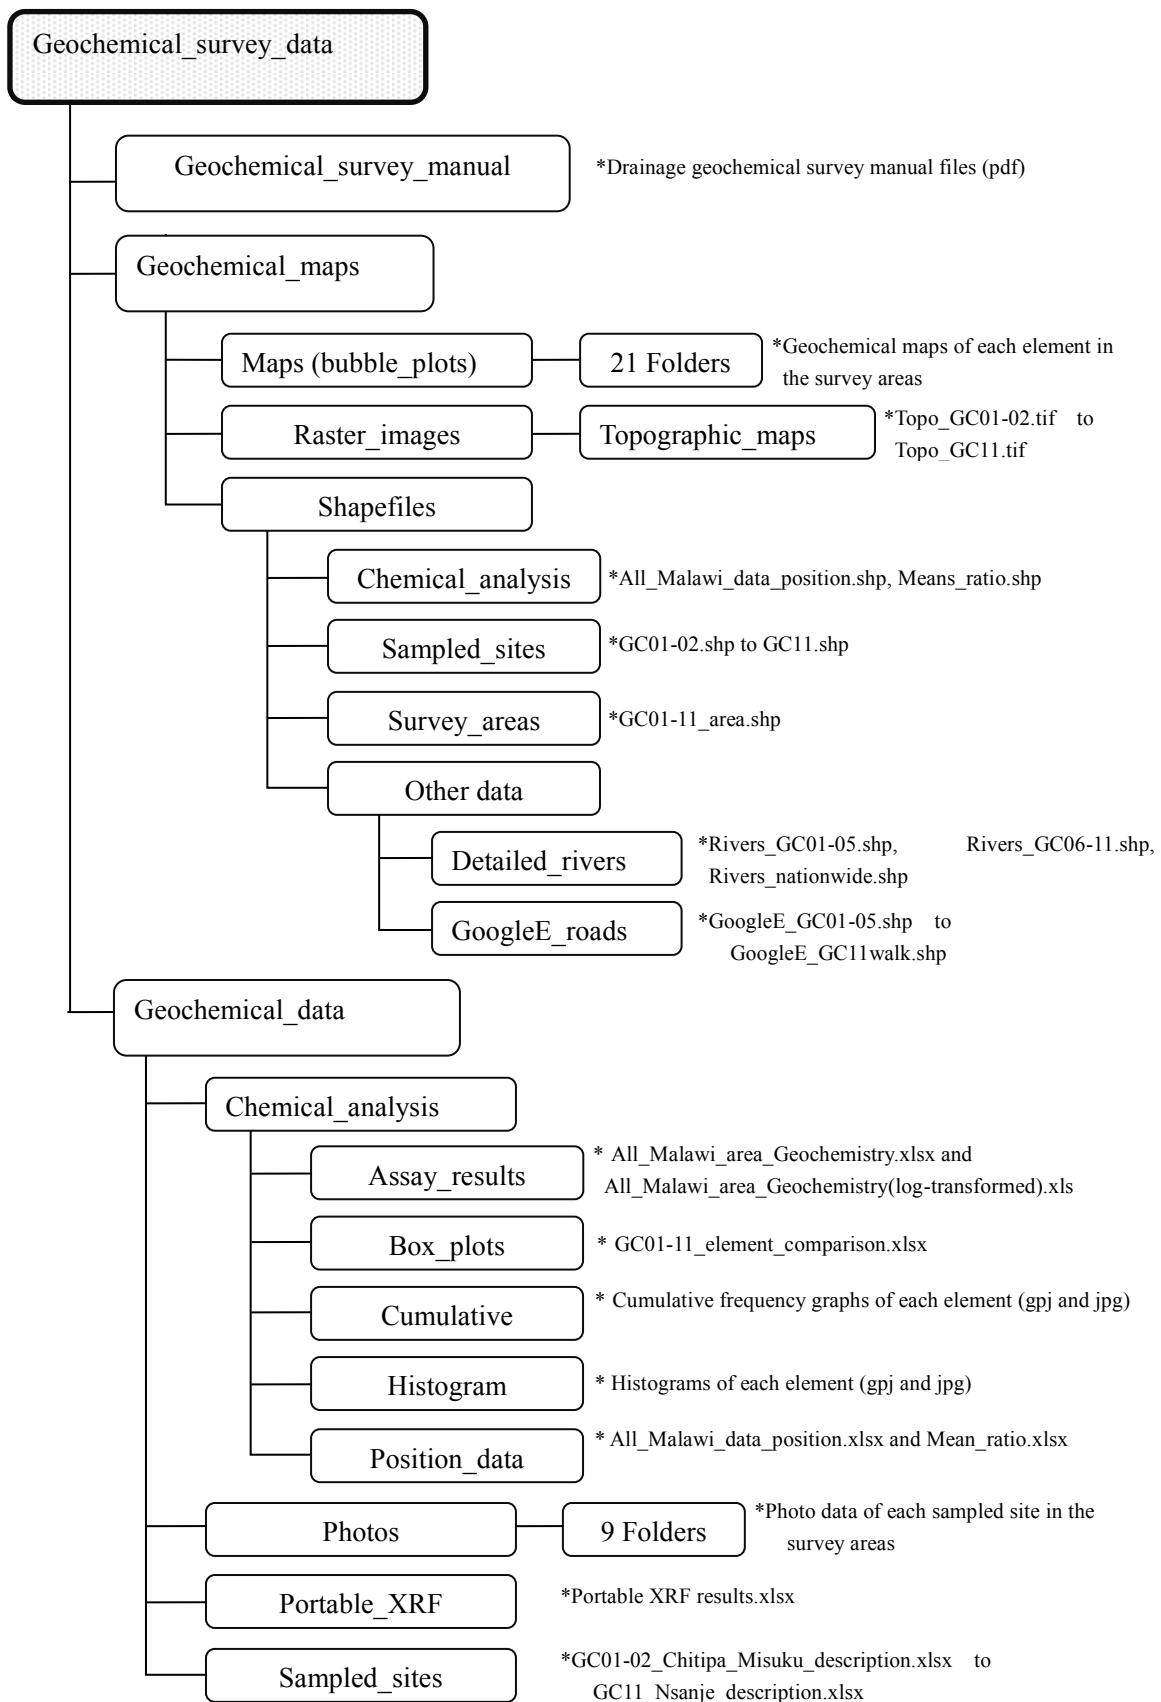 Geochemical_survey_data
Geochemical_survey_manual
*Drainage geochemical survey manual files (pdf)
Geochemical_maps
Maps (bubble_plots)
21 Folders
*Geochemical maps of each element in
the survey areas
Raster_images
Topographic_maps
*Topo_GC01-02.tif to
Topo_GC11.tif
Shapefiles
Chemical_analysis
*All_Malawi_data_position.shp, Means_ratio.shp
Sampled_sites
*GC01-02.shp to GC11.shp
Survey_areas
*GC01-11_area.shp
Other data
Detailed_rivers
*Rivers_GC01-05.shp, Rivers_GC06-11.shp,
Rivers_nationwide.shp
GoogleE_roads
*GoogleE_GC01-05.shp to
GoogleE_GC11walk.shp
Geochemical_data
Chemical_analysis
Assay_results
* All_Malawi_area_Geochemistry.xlsx and
All_Malawi_area_Geochemistry(log-transformed).xls
Box_plots
* GC01-11_element_comparison.xlsx
Cumulative
* Cumulative frequency graphs of each element (gpj and jpg)
Histogram
* Histograms of each element (gpj and jpg)
Position_data
* All_Malawi_data_position.xlsx and Mean_ratio.xlsx
Photos
9 Folders
*Photo data of each sampled site in the
survey areas
Portable_XRF
*Portable XRF results.xlsx
Sampled_sites
*GC01-02_Chitipa_Misuku_description.xlsx to
GC11_Nsanje_description.xlsx